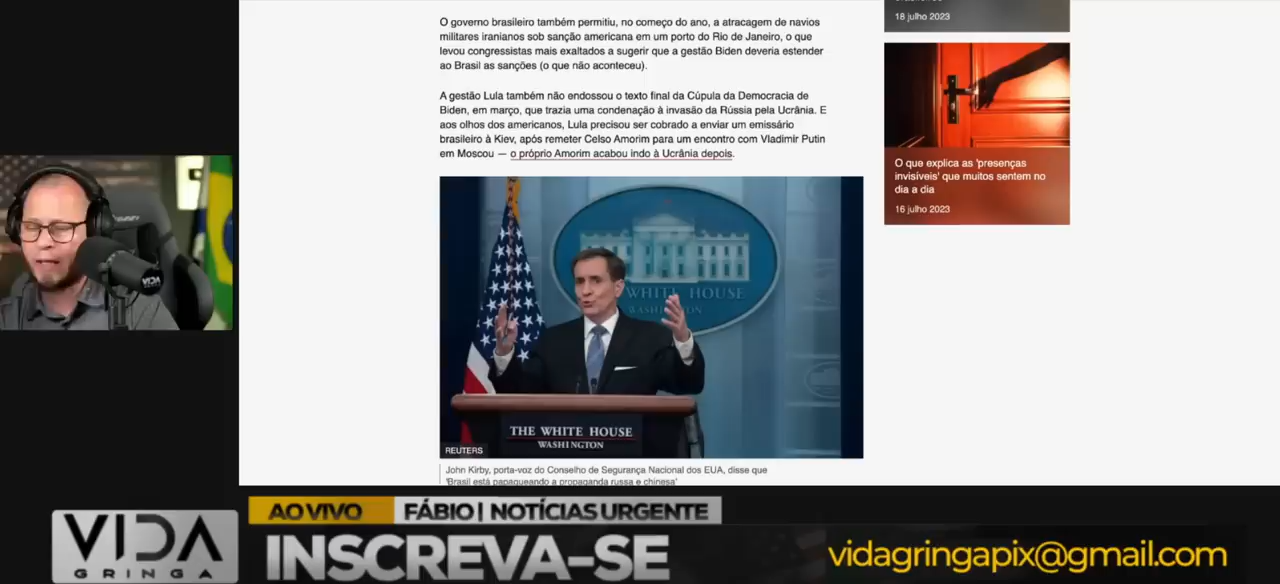 O governo brasileiro também permitiu, no começo do ano, a atracagem de navios
militares iranianos sob sanção americana em um porto do Rio de Janeiro, o que
levou congressistas mais exaltados a sugerir que a gestão Biden deveria estender
ao Brasil as sanções (o que não aconteceu).
A gestão Lula também não endossou o texto final da Cúpula da Democracia de
Biden, em março, que trazia uma condenação à invasão da Rússia pela Ucrânia. E
aos olhos dos americanos, Lula precisou ser cobrado a enviar um emissário
brasileiro à Kiev, após remeter Celso Amorim para um encontro com Vladimir Putin
em Moscou — o próprio Amorim acabou indo à Ucrânia depois.
THE WHITE HOUSE
WASHINGTON
THE WHITE HOUSE
WASHINGTON
REUTERS
John Kirby, porta-voz do Conselho de Segurança Nacional dos EUA, disse que
'Brasil está papagueando a propaganda russa e chinesa'
18 julho 2023
O que explica as 'presenças
invisíveis' que muitos sentem no
dia a dia
16 julho 2023
VIDA
VIDA
GRINGA
AO VIVO
FÁBIO | NOTÍCIAS URGENTE
INSCREVA-SE
vidagringapix@gmail.com